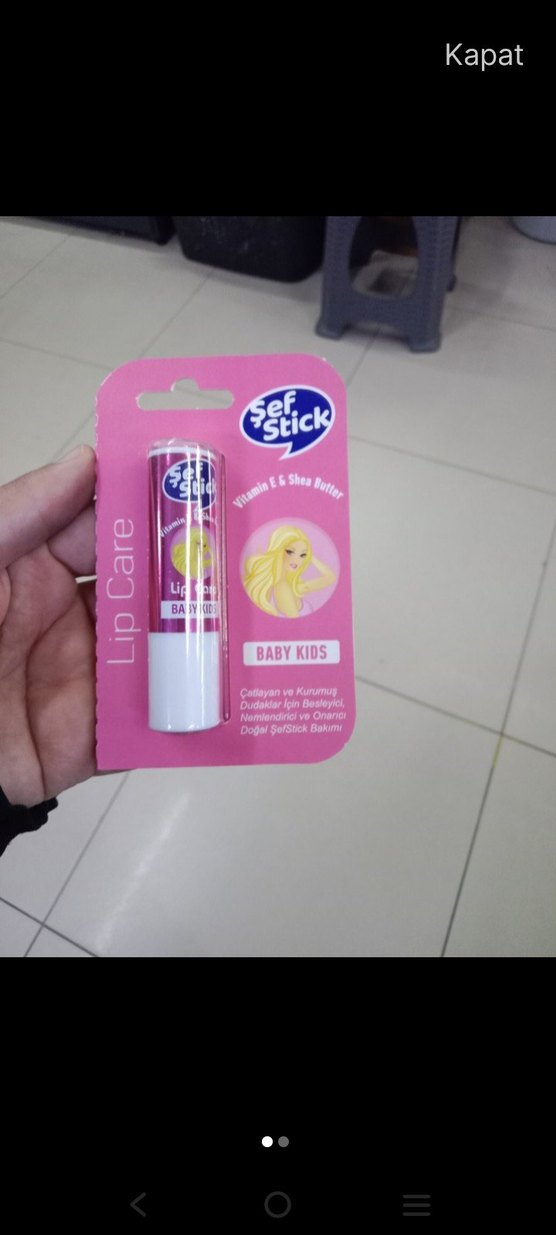 Kapat
Şef
Stick
Vitamin E & Shea Butter
Şef
Stick
Vitamin E
Lip Care
BABY KIDS
Lip Care
BABY KIDS
Çatlayan ve Kurumuş
Dudaklar İçin Besleyici,
Nemlendirici ve Onarıcı
Doğal ŞefStick Bakımı